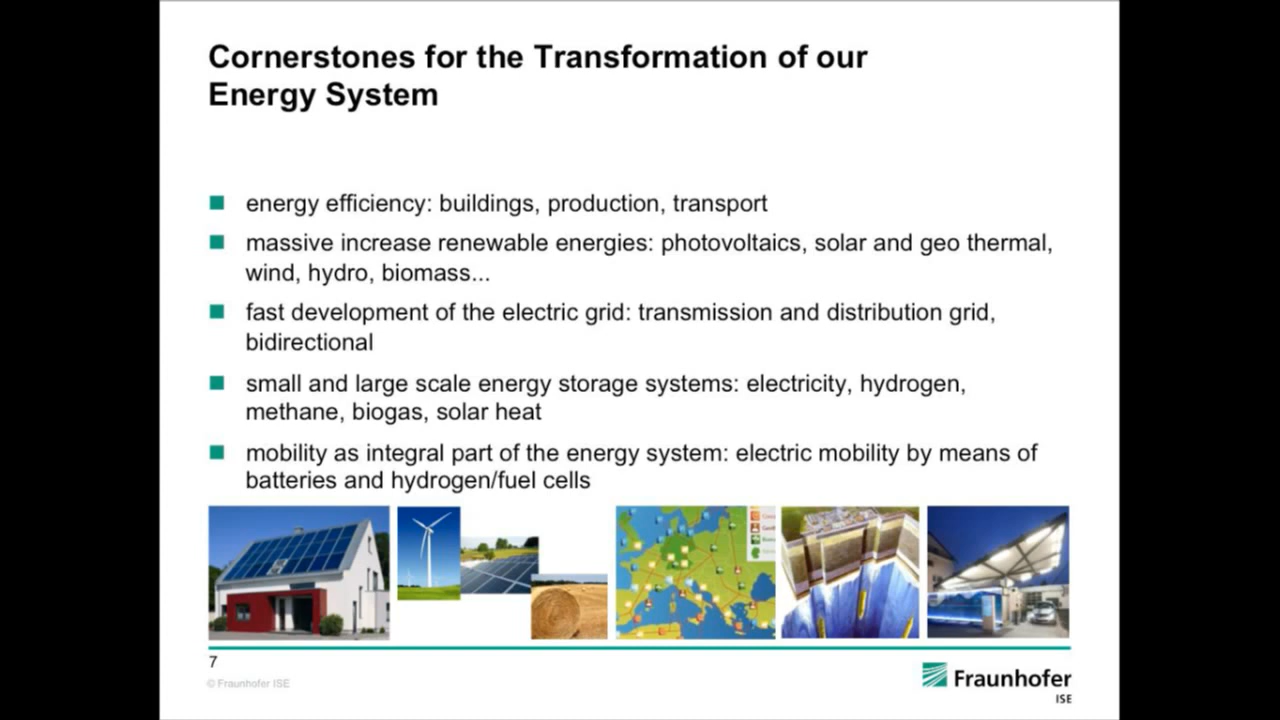 Cornerstones for the Transformation of our
Energy System
energy efficiency: buildings, production, transport
massive increase renewable energies: photovoltaics, solar and geo thermal,
wind, hydro, biomass...
fast development of the electric grid: transmission and distribution grid,
bidirectional
small and large scale energy storage systems: electricity, hydrogen,
methane, biogas, solar heat
mobility as integral part of the energy system: electric mobility by means of
batteries and hydrogen/fuel cells
7
© Fraunhofer ISE
Fraunhofer
ISE